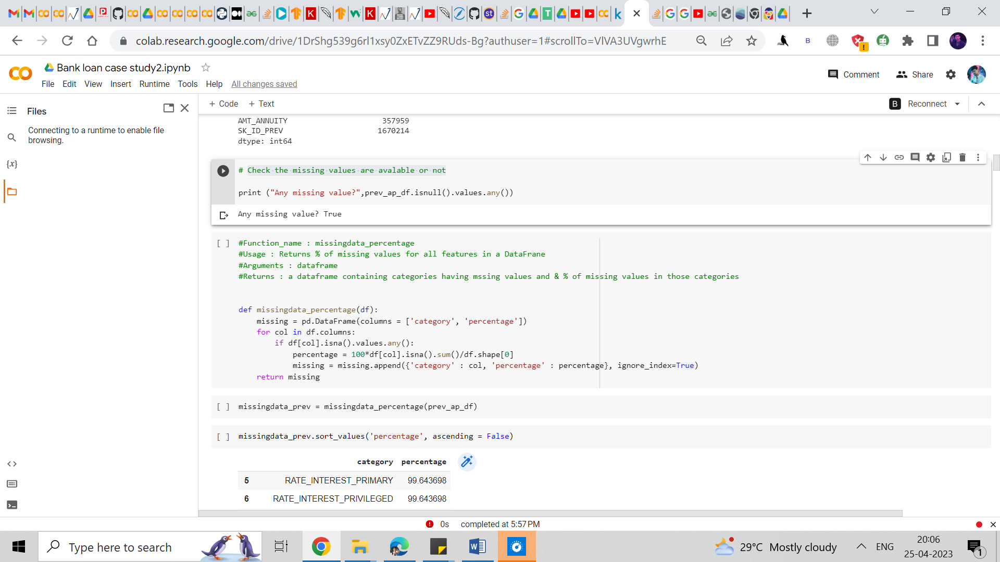 colab.research.google.com/drive/1DrShg539g6rl1xsy0ZxETvZZ9RUds-Bg?authuser=1#scrollTo=VlVA3UVgwrhE
Bank loan case study2.ipynb
File Edit View Insert Runtime Tools Help All changes saved
Comment Share
Files
+ Code + Text
B Reconnect
Connecting to a runtime to enable file
browsing.
{x}
AMT_ANNUITY 357959
SK_ID_PREV 1670214
dtype: int64
# Check the missing values are avalable or not
print ("Any missing value?",prev_ap_df.isnull().values.any())
Any missing value? True
[ ] #Function_name : missingdata_percentage
#Usage : Returns % of missing values for all features in a DataFrane
#Arguments : dataframe
#Returns : a dataframe containing categories having mssing values and & % of missing values in those categories
def missingdata_percentage(df):
missing = pd.DataFrame(columns = ['category', 'percentage'])
for col in df.columns:
if df[col].isna().values.any():
percentage = 100*df[col].isna().sum()/df.shape[0]
missing = missing.append({'category' : col, 'percentage' : percentage}, ignore_index=True)
return missing
[ ] missingdata_prev = missingdata_percentage(prev_ap_df)
[ ] missingdata_prev.sort_values('percentage', ascending = False)
category percentage
5 RATE_INTEREST_PRIMARY 99.643698
6 RATE_INTEREST_PRIVILEGED 99.643698
0s completed at 5:57 PM
Type here to search
29°C Mostly cloudy
ENG
20:06
25-04-2023
1